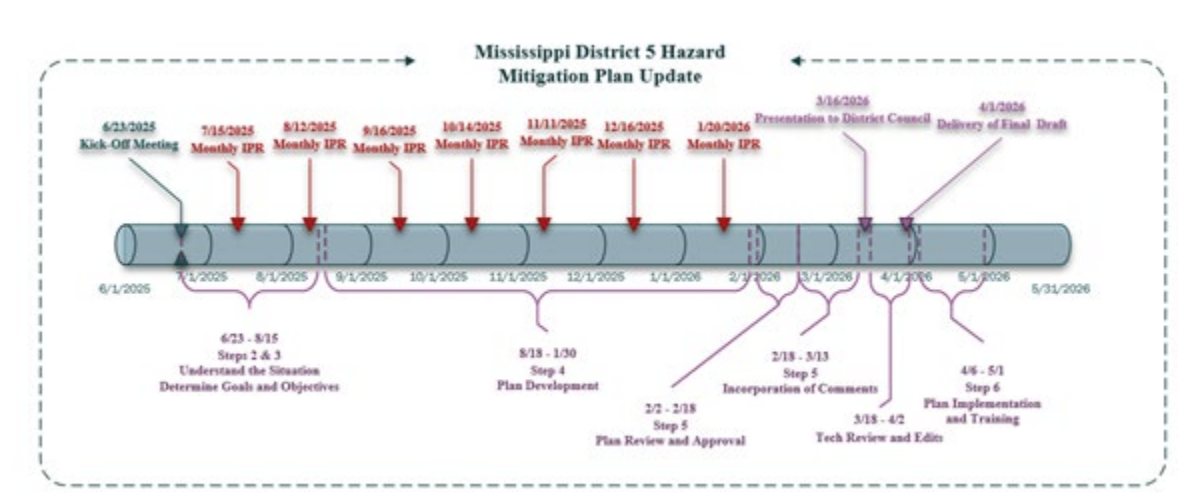 Mississippi District 5 Hazard
Mitigation Plan Update
6/23/2025
Kick-Off Meeting
7/15/2025
Monthly IPR
8/12/2025
Monthly IPR
9/16/2025
Monthly IPR
10/14/2025
Monthly IPR
11/11/2025
Monthly IPR
12/16/2025
Monthly IPR
1/20/2026
Monthly IPR
3/16/2026
Presentation to District Council
4/1/2026
Delivery of Final Draft
6/1/2025
7/1/2025
8/1/2025
9/1/2025
10/1/2025
11/1/2025
12/1/2025
1/1/2026
2/1/2026
3/1/2026
4/1/2026
5/1/2026
5/31/2026
6/23 - 8/15
Steps 2 & 3
Understand the Situation
Determine Goals and Objectives
8/18 - 1/30
Step 4
Plan Development
2/2 - 2/18
Step 5
Plan Review and Approval
2/18 - 3/13
Step 5
Incorporation of Comments
3/18 - 4/2
Tech Review and Edits
4/6 - 5/1
Step 6
Plan Implementation
and Training